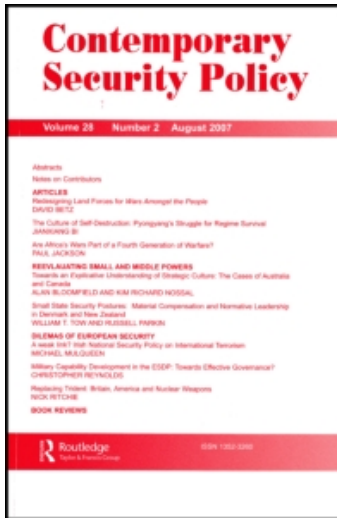 Contemporary
Security Policy
Volume 28 Number 2 August 2007
Abstracts
Notes on Contributors
ARTICLES
Redesigning Land Forces for Wars Amongst the People
DAVID BETZ
The Culture of Self-Destruction: Pyongyang's Struggle for Regime Survival
JIANXIANG BI
Are Africa's Wars Part of a Fourth Generation of Warfare?
PAUL JACKSON
REEVLAUATING SMALL AND MIDDLE POWERS
Towards an Explicative Understanding of Strategic Culture: The Cases of Australia
and Canada
ALAN BLOOMFIELD AND KIM RICHARD NOSSAL
Small State Security Postures: Material Compensation and Normative Leadership
in Denmark and New Zealand
WILLIAM T. TOW AND RUSSELL PARKIN
DILEMAS OF EUROPEAN SECURITY
A weak link? Irish National Security Policy on International Terrorism
MICHAEL MULQUEEN
Military Capability Development in the ESDP: Towards Effective Governance?
CHRISTOPHER REYNOLDS
Replacing Trident: Britain, America and Nuclear Weapons
NICK RITCHIE
BOOK REVIEWS
R Routledge
Taylor & Francis Group
ISSN 1352-3260